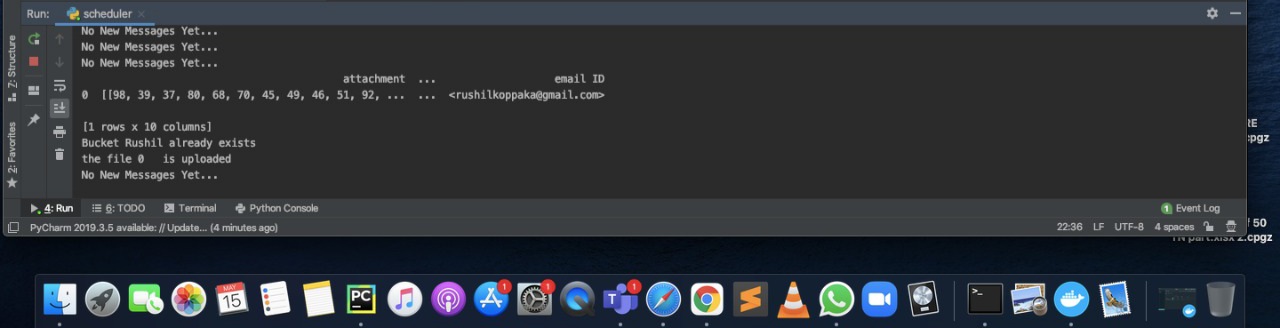 Run: scheduler
No New Messages Yet...
No New Messages Yet...
No New Messages Yet...
attachment ... email ID
0 [[98, 39, 37, 80, 68, 70, 45, 49, 46, 51, 92, ... ... <rushilkoppaka@gmail.com>
[1 rows x 10 columns]
Bucket Rushil already exists
the file 0 is uploaded
No New Messages Yet...
7: Structure
2: Favorites
4: Run 6: TODO Terminal Python Console 1 Event Log
PyCharm 2019.3.5 available: // Update... (4 minutes ago) 22:36 LF UTF-8 4 spaces
RE
cpgz
f 50
2.cpgz
MAY
15
PC
1
1
1